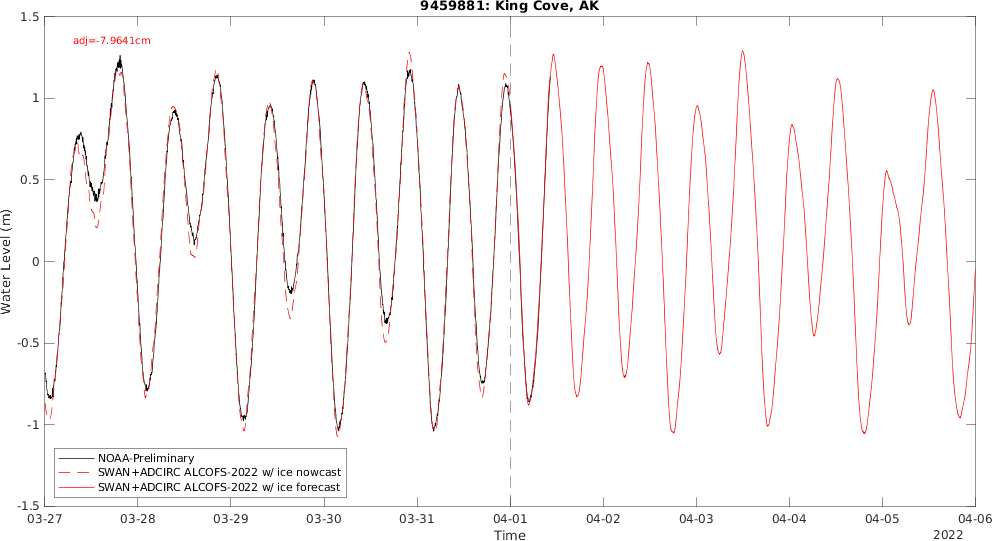 9459881: King Cove, AK
adj=-7.9641cm
Water Level (m)
1.5
1
0.5
0
-0.5
-1
-1.5
NOAA-Preliminary
SWAN+ADCIRC ALCOFS-2022 w/ ice nowcast
SWAN+ADCIRC ALCOFS-2022 w/ ice forecast
03-27 03-28 03-29 03-30 03-31 04-01 04-02 04-03 04-04 04-05 04-06
Time
2022